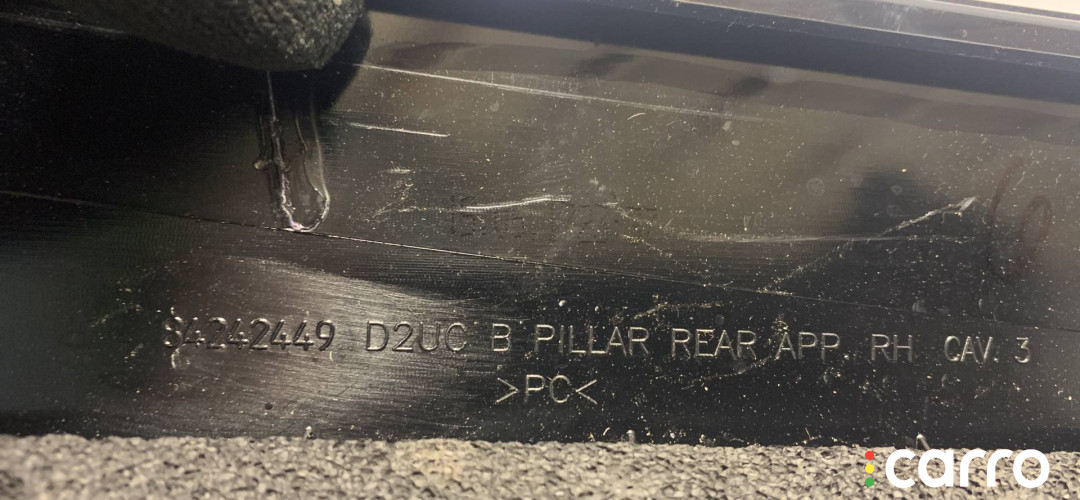 84242449 D2UC B PILLAR REAR APP. RH CAV. 3
>PC<
carro